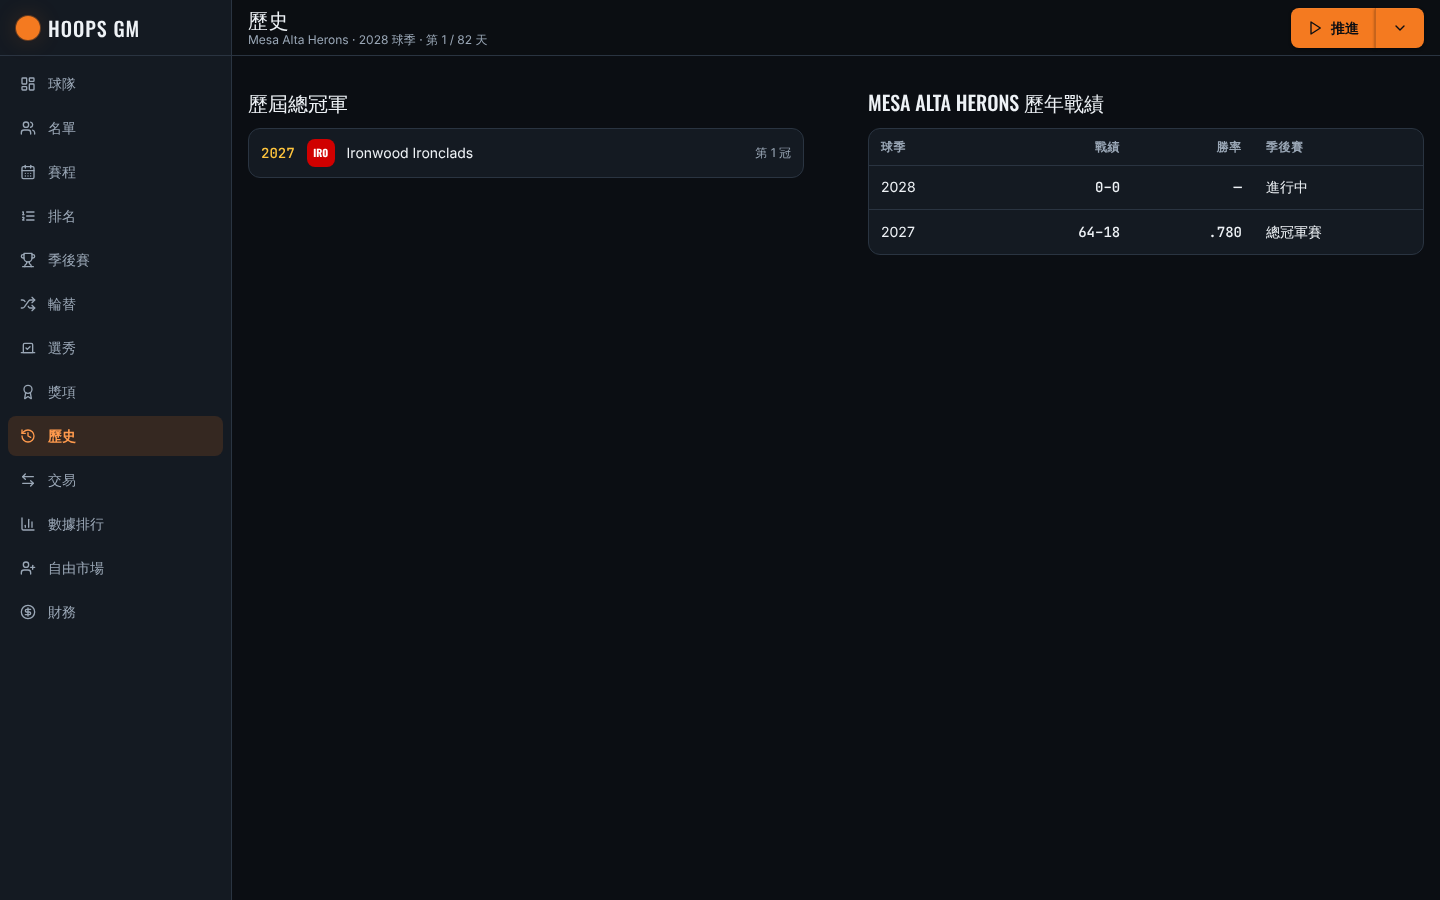 HOOPS GM
球隊
名單
賽程
排名
季後賽
輪替
選秀
獎項
歷史
交易
數據排行
自由市場
財務
歷史
Mesa Alta Herons · 2028 球季 · 第 1 / 82 天
推進
歷屆總冠軍
2027 IRO Ironwood Ironclads 第 1 冠
MESA ALTA HERONS 歷年戰績
球季 戰績 勝率 季後賽
2028 0–0 — 進行中
2027 64–18 .780 總冠軍賽